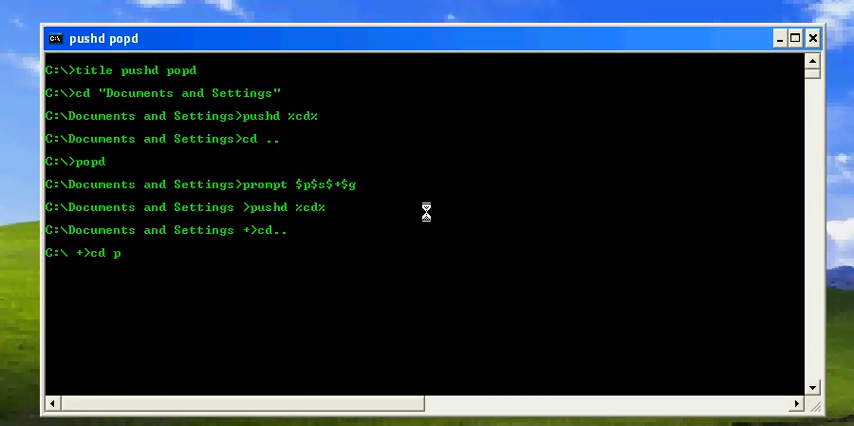 pushd popd
C:\>title pushd popd
C:\>cd "Documents and Settings"
C:\Documents and Settings>pushd %cd%
C:\Documents and Settings>cd ..
C:\>popd
C:\Documents and Settings>prompt $p$s$+$g
C:\Documents and Settings >pushd %cd%
C:\Documents and Settings +>cd..
C:\ +>cd p